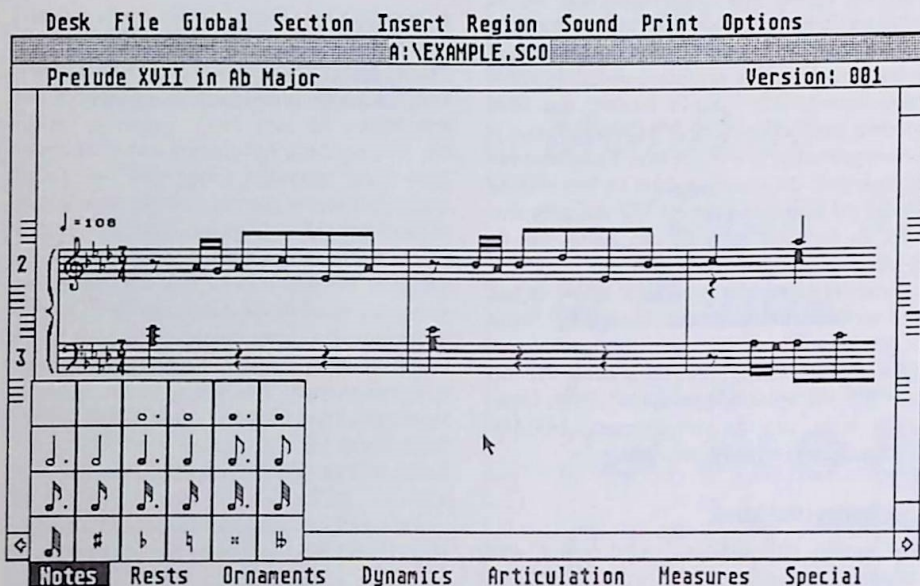 Desk File Global Section Insert Region Sound Print Options
A:\EXAMPLE.SCO
Prelude XVII in Ab Major Version: 001
=108
2
3
Notes Rests Ornaments Dynamics Articulation Measures Special